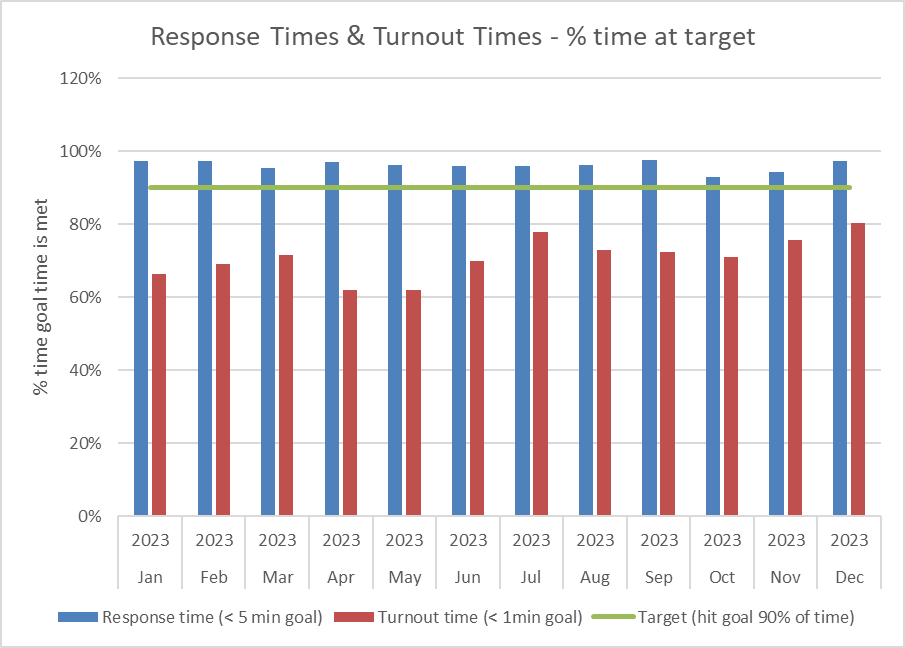 Response Times & Turnout Times - % time at target
120%
100%
80%
60%
40%
20%
0%
% time goal time is met
2023 2023 2023 2023 2023 2023 2023 2023 2023 2023 2023 2023
Jan Feb Mar Apr May Jun Jul Aug Sep Oct Nov Dec
Response time (< 5 min goal) Turnout time (< 1min goal) Target (hit goal 90% of time)